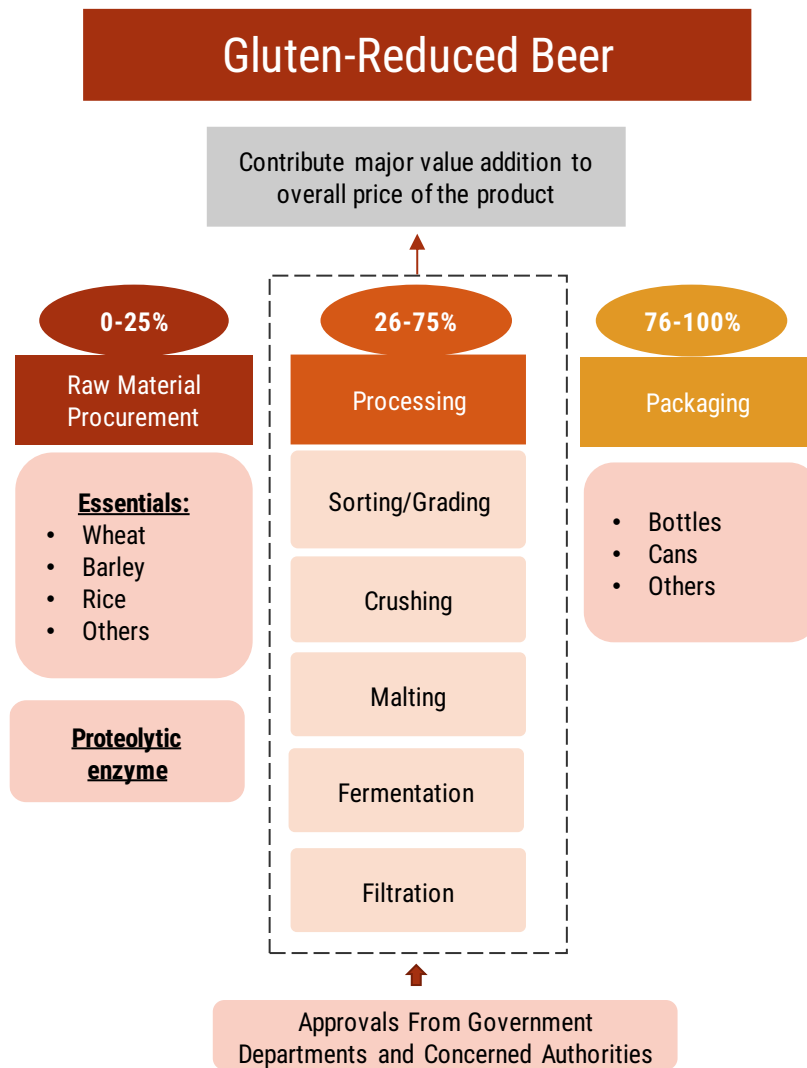 Gluten-Reduced Beer
Contribute major value addition to
overall price of the product
0-25%
Raw Material
Procurement
Essentials:
• Wheat
• Barley
• Rice
• Others
Proteolytic
enzyme
26-75%
Processing
Sorting/Grading
Crushing
Malting
Fermentation
Filtration
76-100%
Packaging
• Bottles
• Cans
• Others
Approvals From Government
Departments and Concerned Authorities